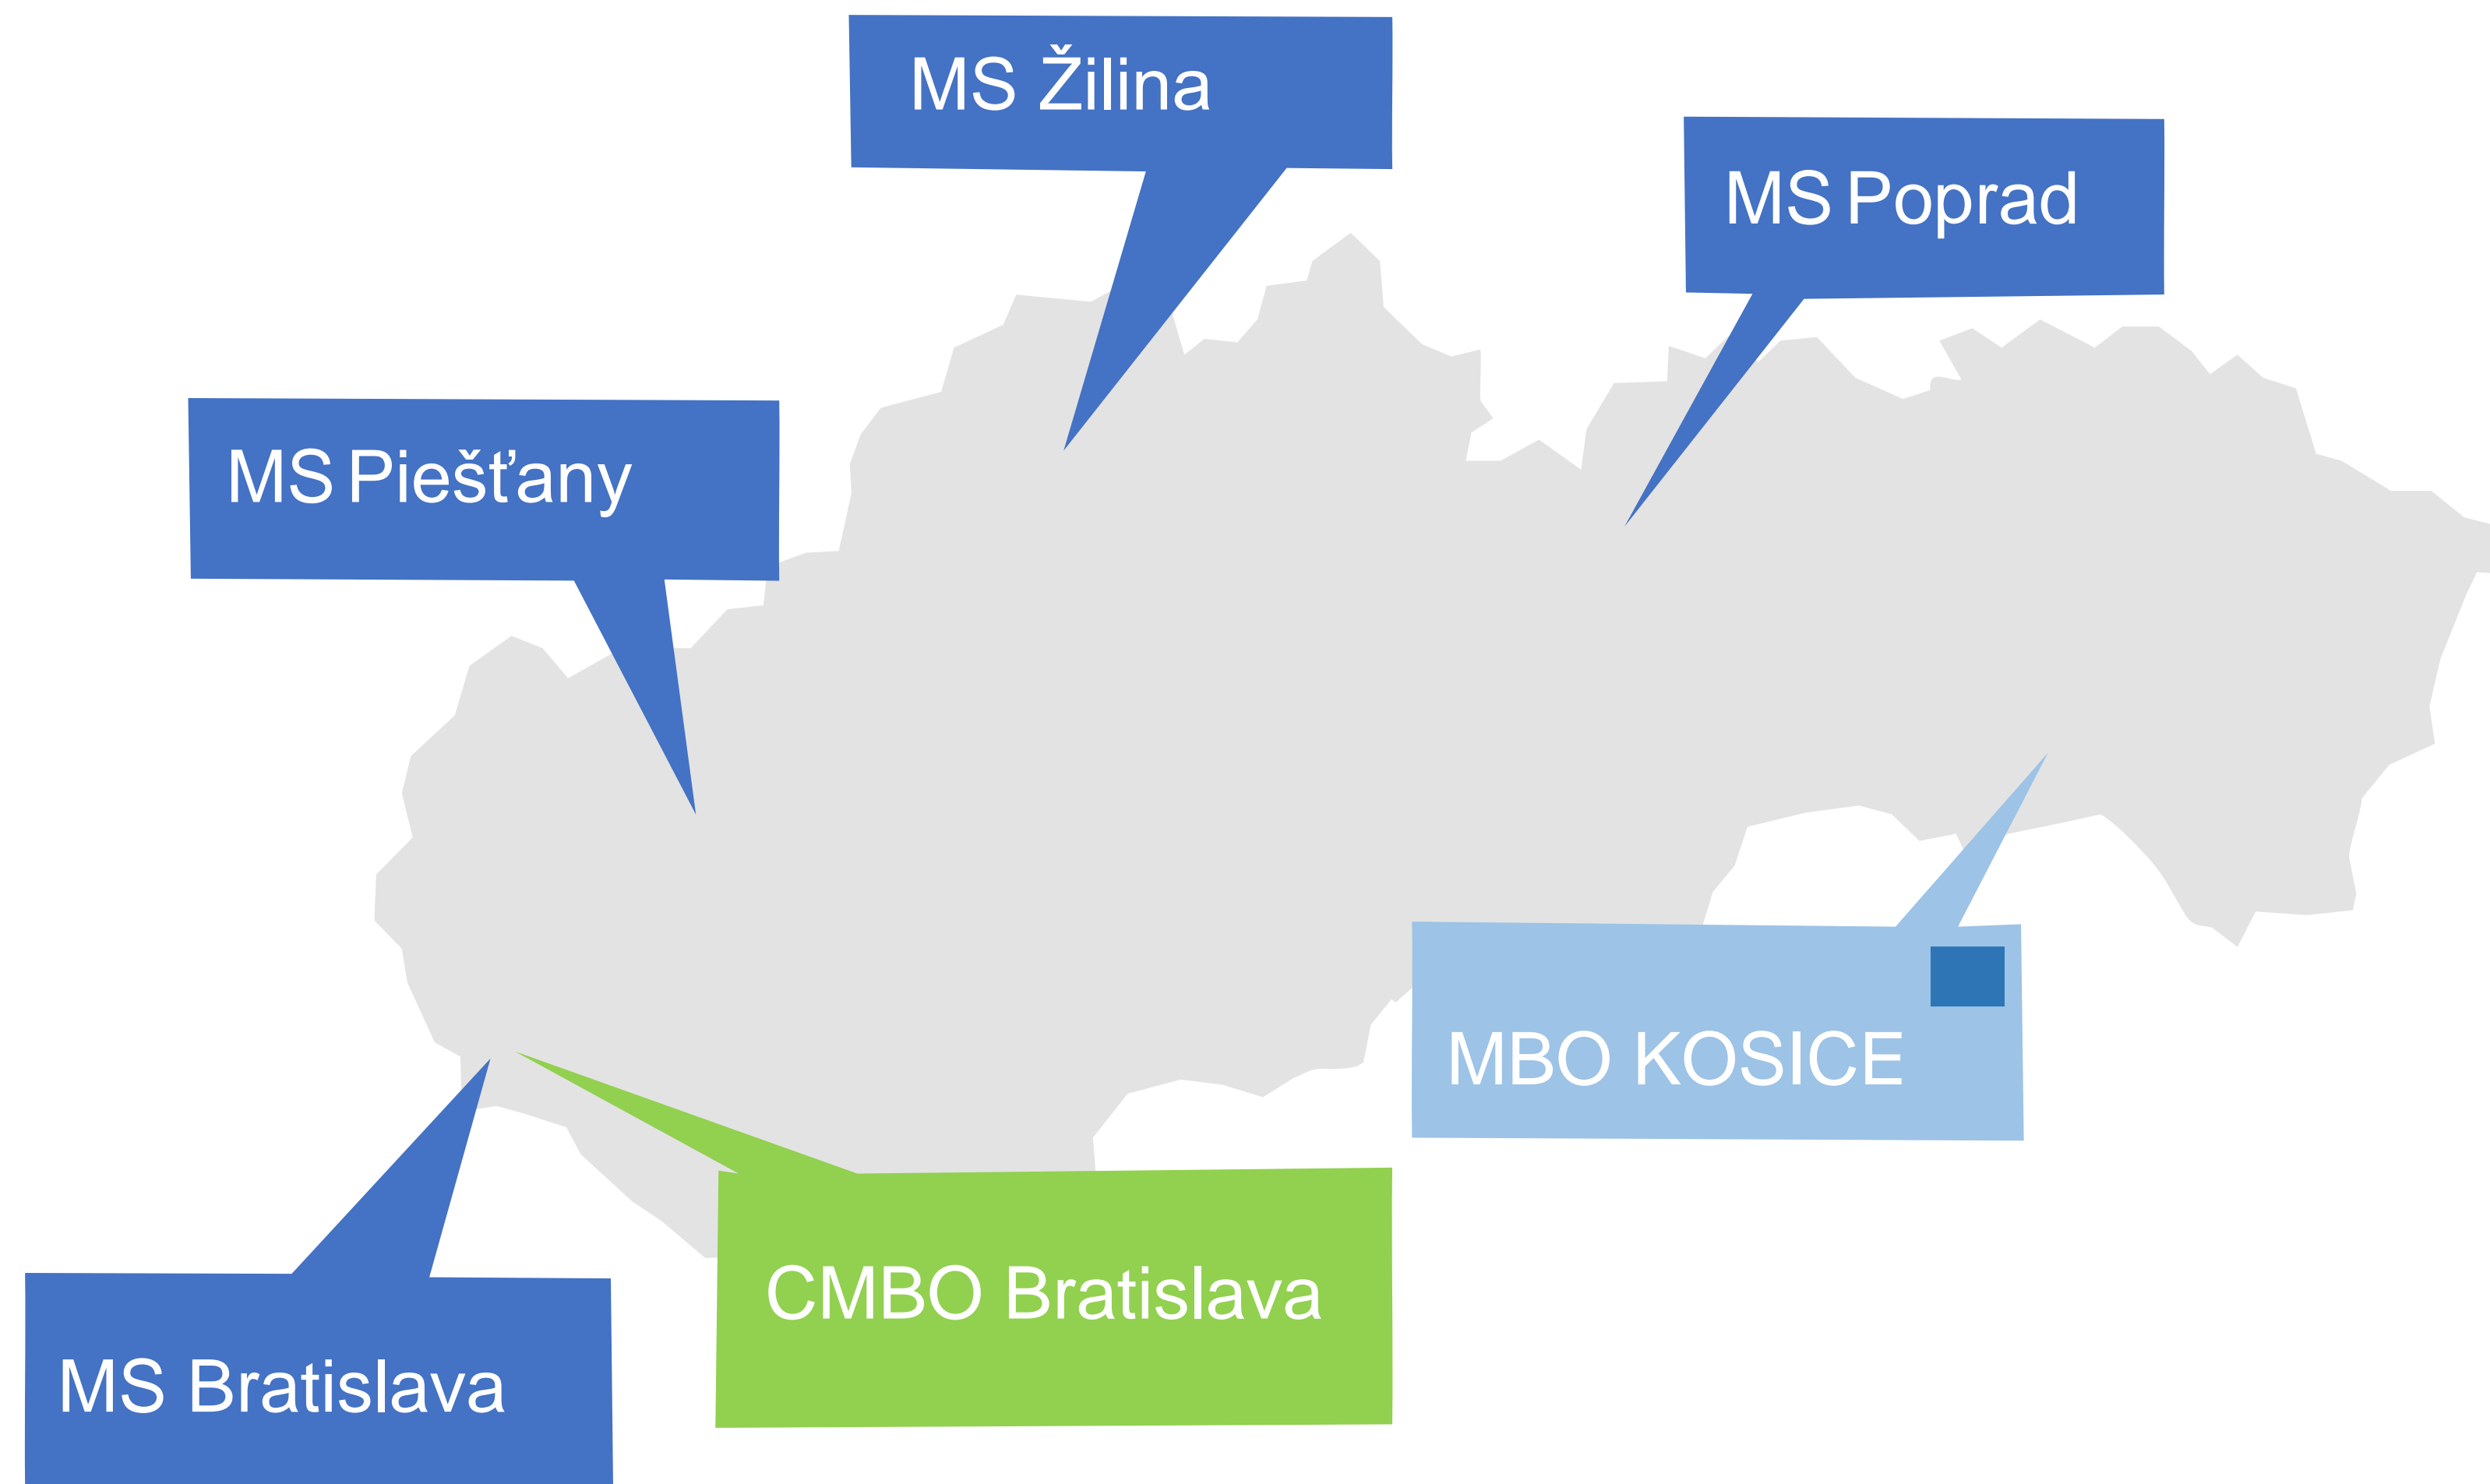 MS Žilina
MS Poprad
MS Piešťany
MBO KOSICE
CMBO Bratislava
MS Bratislava